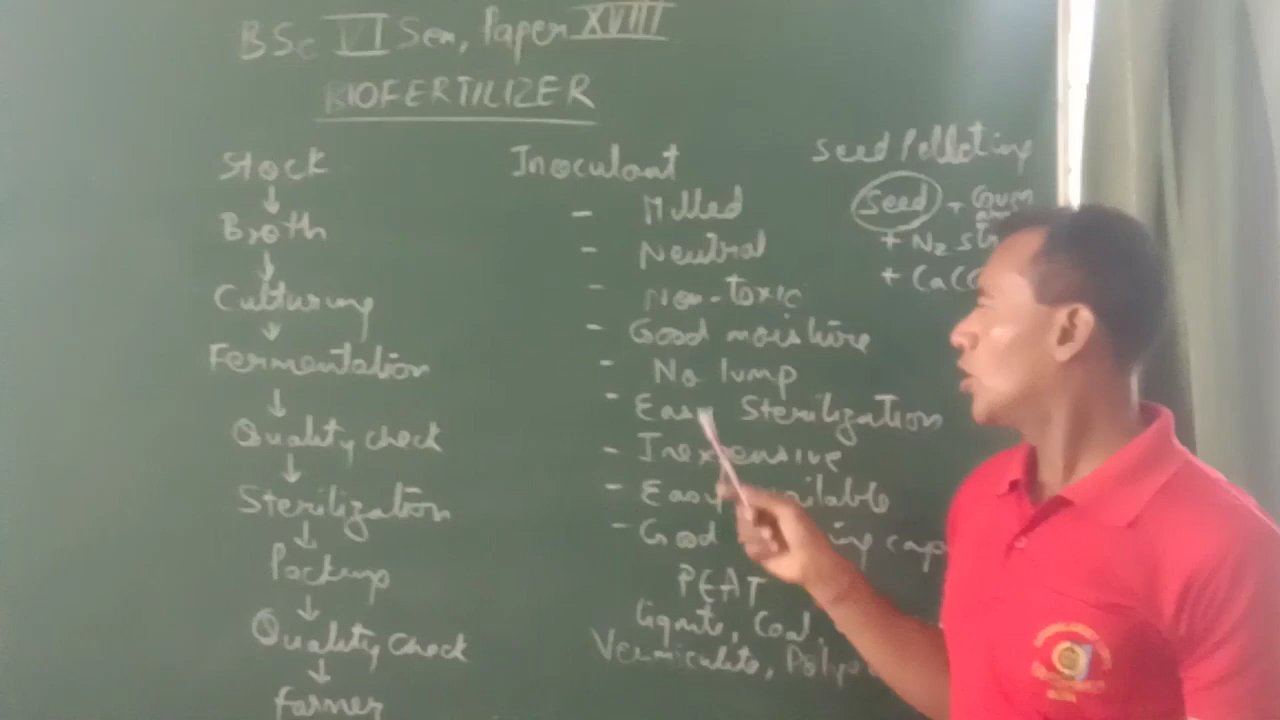 BSc VI Sem, Paper XVIII
BIOFERTILIZER
Stock
↓
Broth
↓
Culturing
↓
Fermentation
↓
Quality check
↓
Sterilization
↓
Packing
↓
Quality check
↓
farmer
Inoculant
- Milled
- Neutral
- Non-toxic
- Good moisture
- No lump
- Easy Sterilization
- Inexpensive
- Easy
- Good
PEAT
lignite, Coal,
Vermiculite,
Seed Pelleting
Seed + Gum
+ N2
+